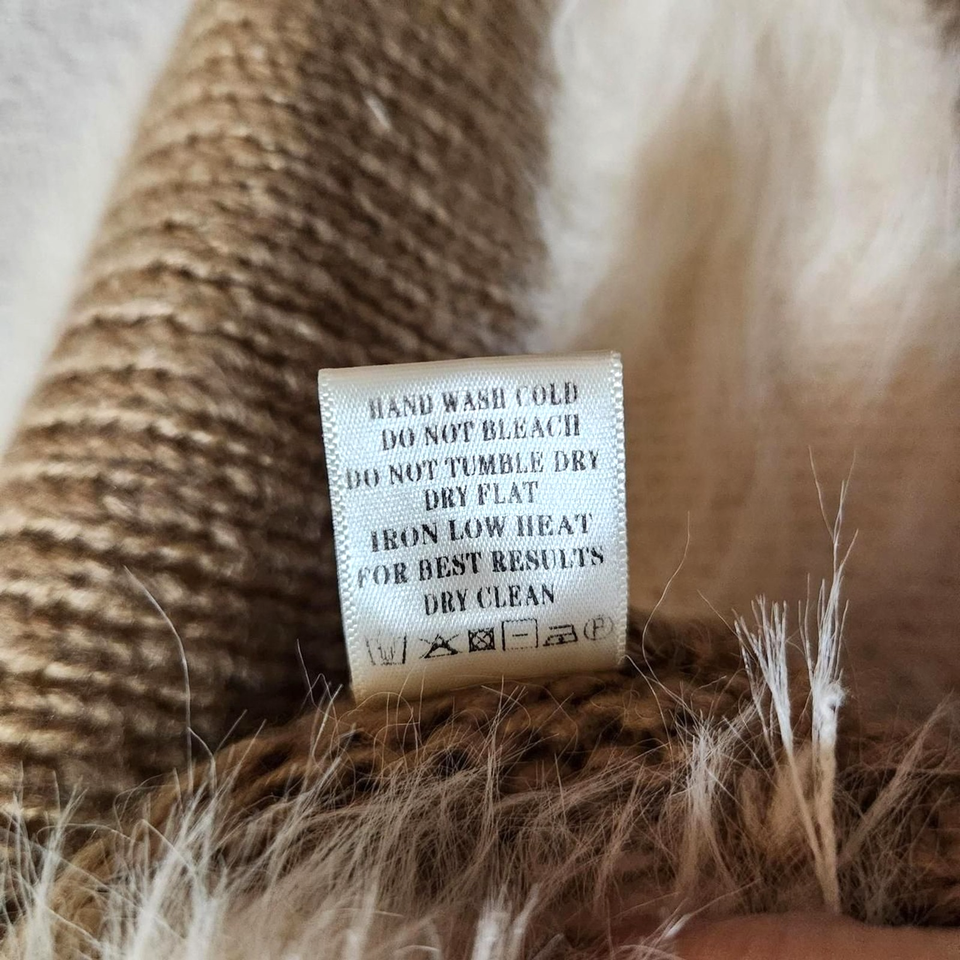 HAND WASH COLD
DO NOT BLEACH
DO NOT TUMBLE DRY
DRY FLAT
IRON LOW HEAT
FOR BEST RESULTS
DRY CLEAN
P